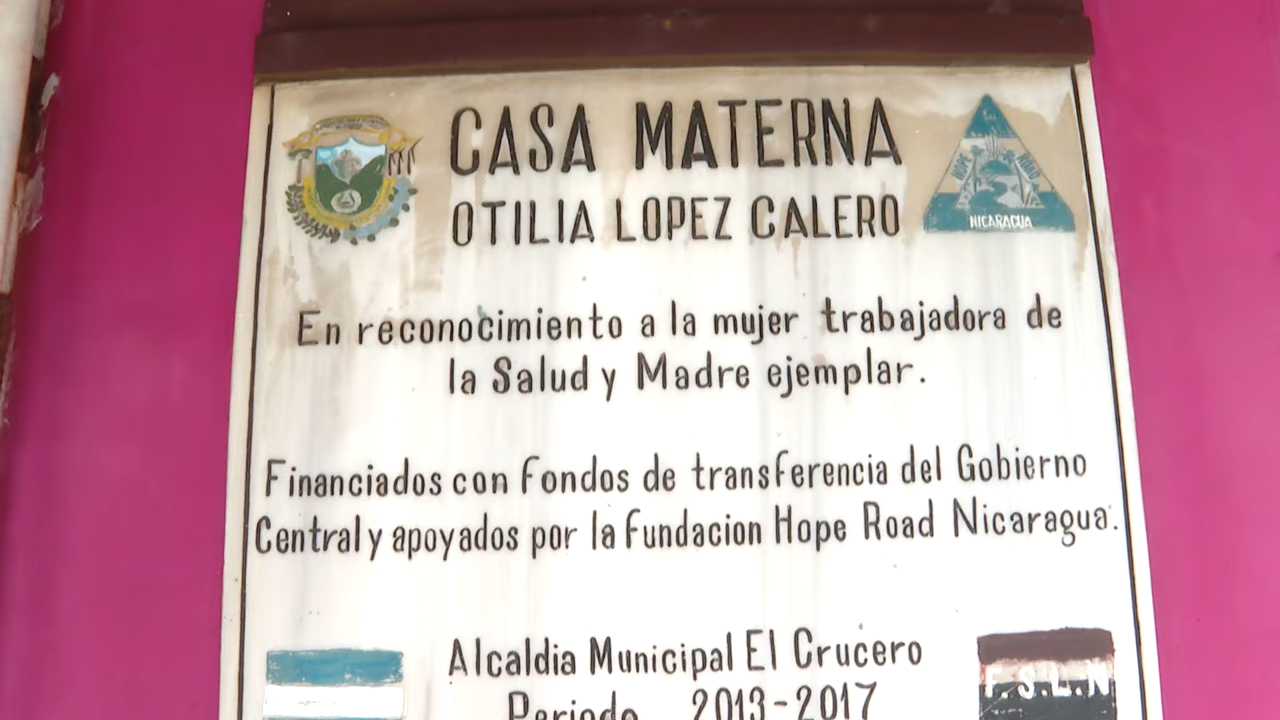 CASA MATERNA
OTILIA LOPEZ CALERO
HOPE ROAD
NICARAGUA
En reconocimiento a la mujer trabajadora de
la Salud y Madre ejemplar.
Financiados con fondos de transferencia del Gobierno
Central y apoyados por la fundacion Hope Road Nicaragua.
Alcaldia Municipal El Crucero
Periodo 2013-2017
F.S.L.N